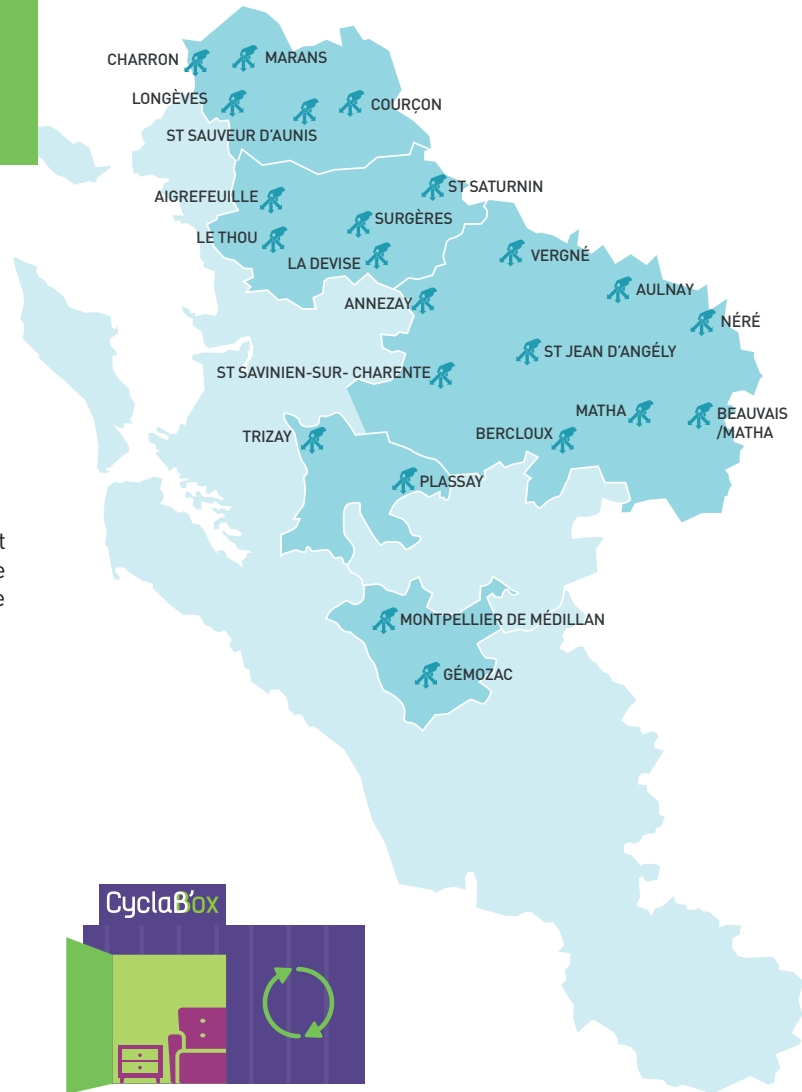 CHARRON
MARANS
LONGÈVES
COURÇON
ST SAUVEUR D'AUNIS
ST SATURNIN
AIGREFEUILLE
SURGÈRES
LE THOU
VERGNÉ
LA DEVISE
AULNAY
ANNEZAY
NÉRÉ
ST JEAN D'ANGÉLY
ST SAVINIEN-SUR- CHARENTE
MATHA
BEAUVAIS
/MATHA
TRIZAY
BERCLOUX
PLASSAY
t
e
e
MONTPELLIER DE MÉDILLAN
GÉMOZAC
CyclaB'ox